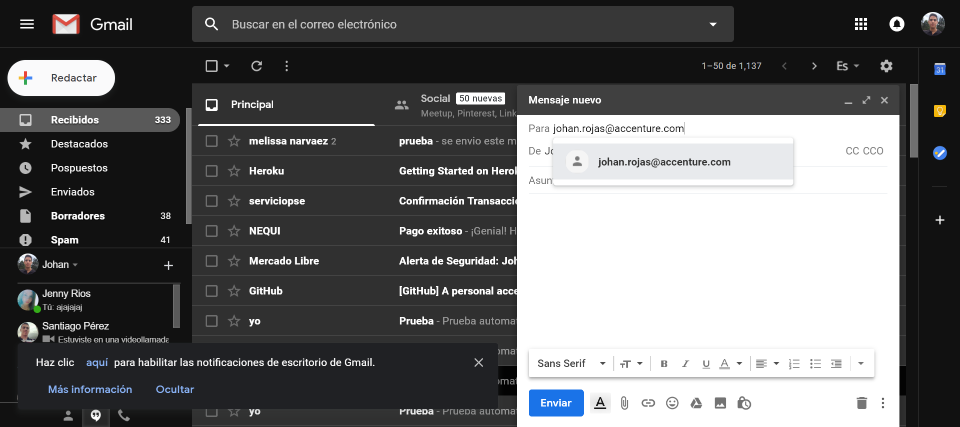 Gmail
Buscar en el correo electrónico
Redactar
1–50 de 1,137
Es
Recibidos 333
Destacados
Pospuestos
Enviados
Borradores 38
Spam 41
Johan
Jenny Rios
Tú: ajajajaj
Santiago Pérez
Estuviste en una videollamada
Principal
Social 50 nuevas
Meetup, Pinterest, Link
melissa narvaez 2 prueba - se envio este m
Heroku Getting Started on Herok
serviciopse Confirmación Transacció
NEQUI Pago exitoso - ¡Genial! H
Mercado Libre Alerta de Seguridad: Joh
GitHub [GitHub] A personal acce
yo Prueba - Prueba automat
yo Prueba - Prueba automat
Mensaje nuevo
Para johan.rojas@accenture.com
De Jo CC CCO
johan.rojas@accenture.com
Asun
Sans Serif
Enviar
Haz clic aquí para habilitar las notificaciones de escritorio de Gmail.
Más información Ocultar
31